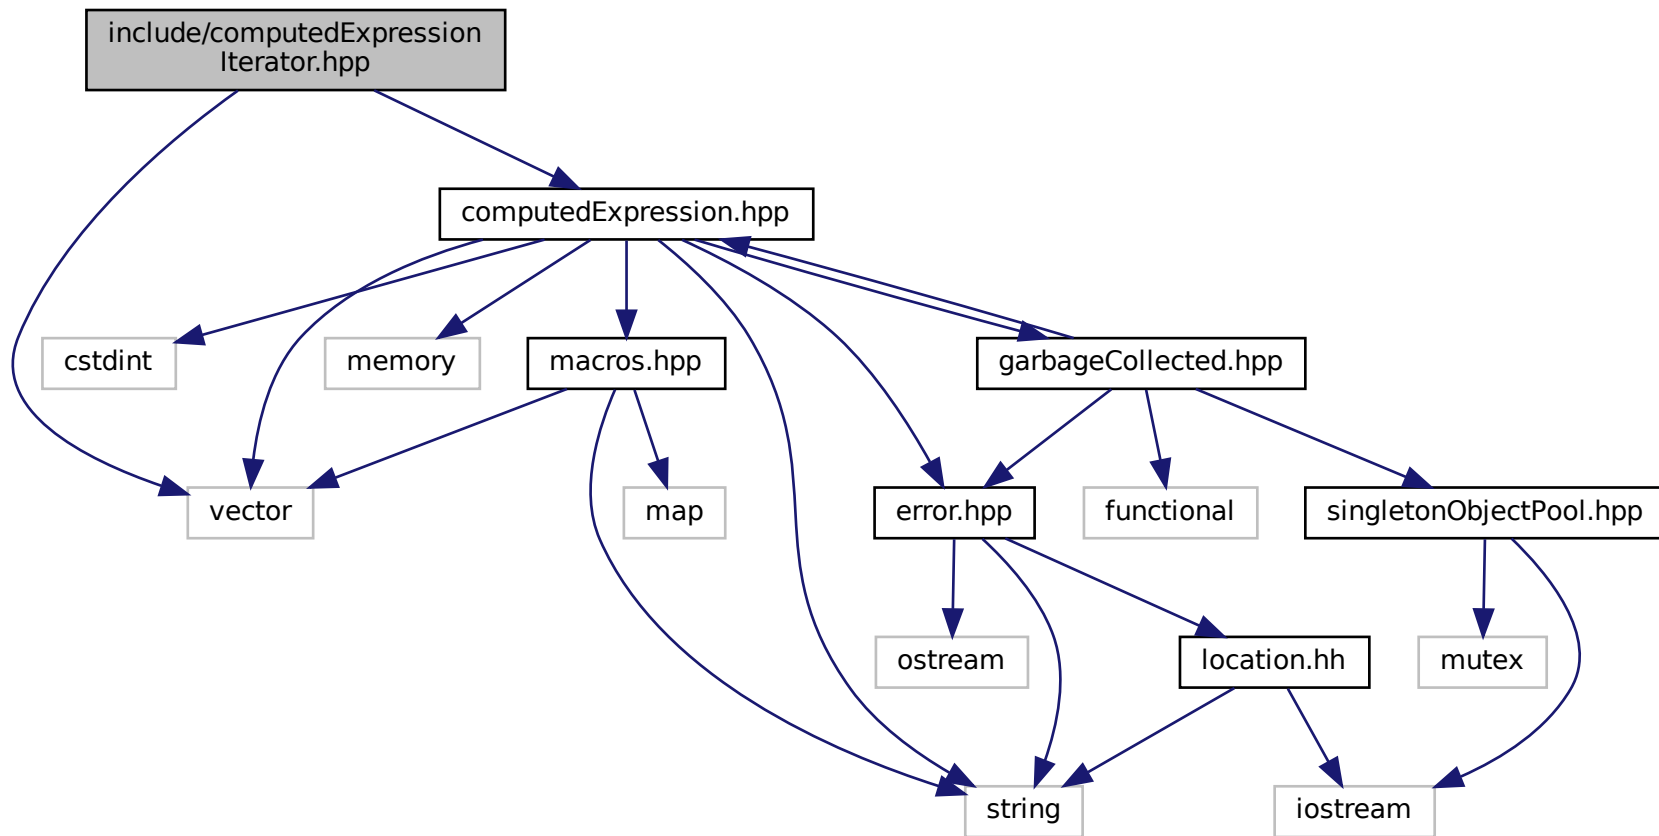 include/computedExpression
Iterator.hpp
computedExpression.hpp
cstdint
memory
macros.hpp
garbageCollected.hpp
vector
map
error.hpp
functional
singletonObjectPool.hpp
ostream
location.hh
mutex
string
iostream